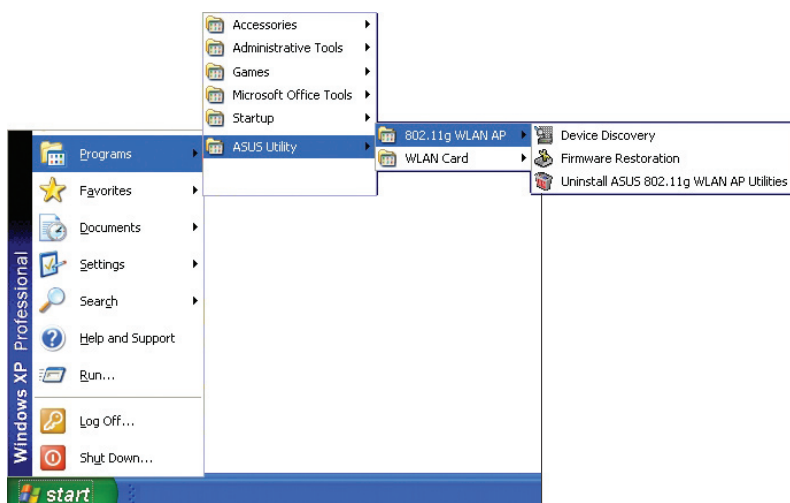 Accessories
Administrative Tools
Games
Microsoft Office Tools
Startup
ASUS Utility
802.11g WLAN AP
WLAN Card
Device Discovery
Firmware Restoration
Uninstall ASUS 802.11g WLAN AP Utilities
Programs
Favorites
Documents
Settings
Search
Help and Support
Run...
Log Off...
Shut Down...
Windows XP Professional
start